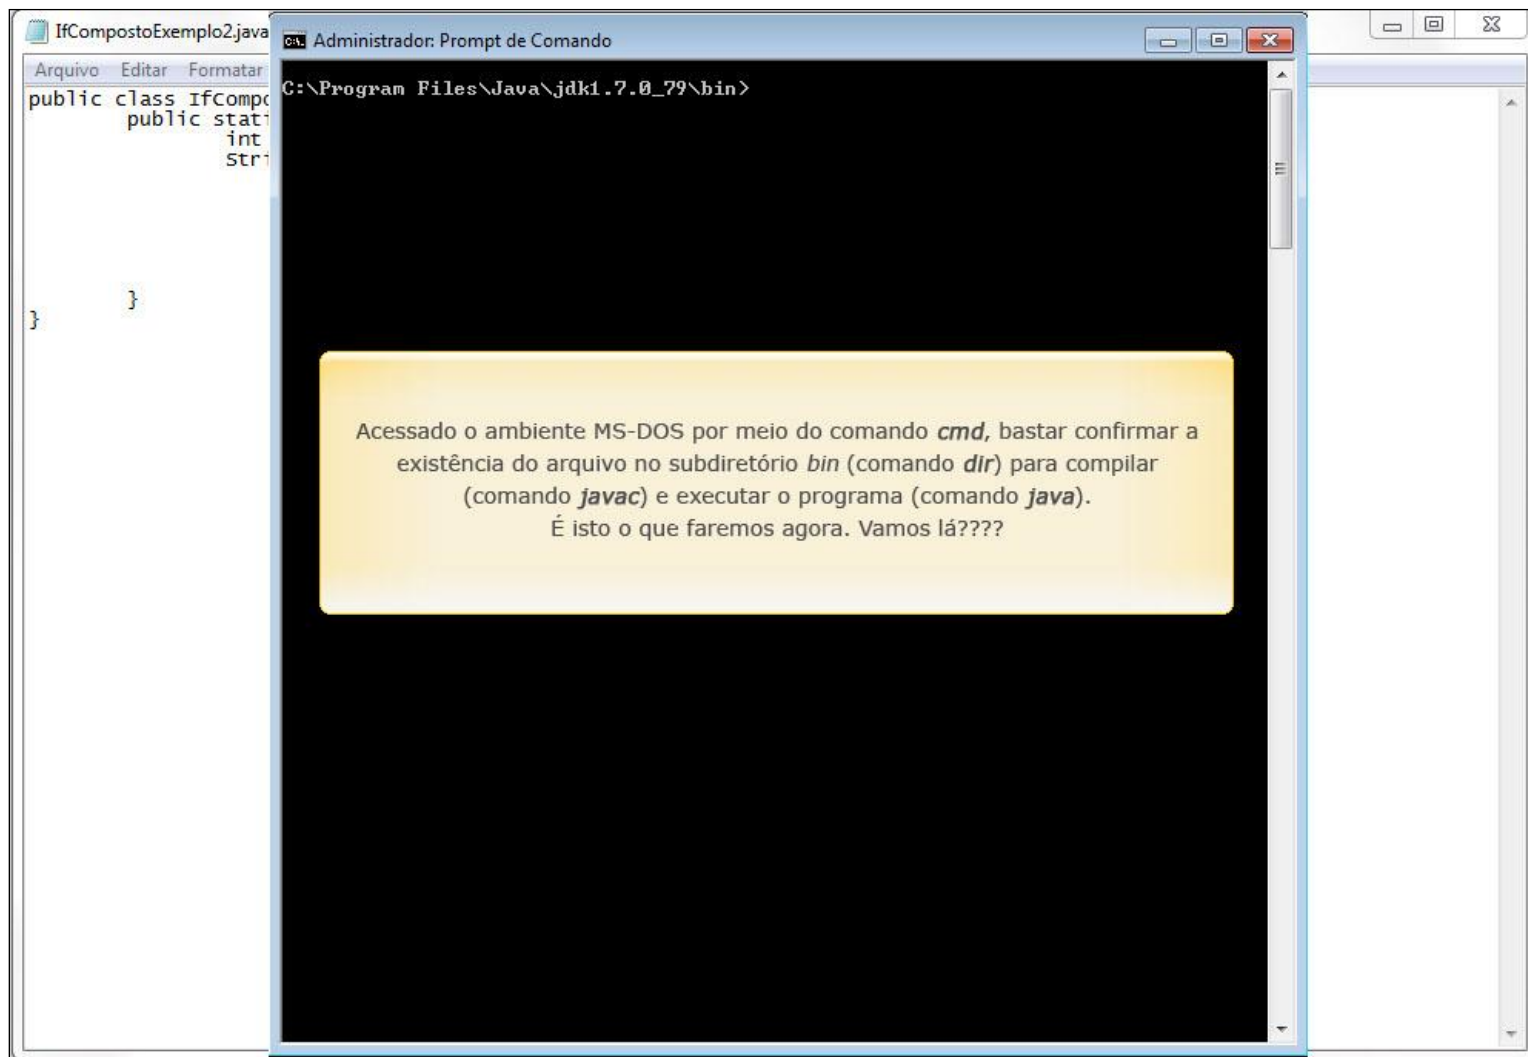 IfCompostoExemplo2.java
Arquivo Editar Formatar
public class IfCompo
public stati
int
Stri
}
}
Administrador: Prompt de Comando
C:\Program Files\Java\jdk1.7.0_79\bin>
Acessado o ambiente MS-DOS por meio do comando cmd, bastar confirmar a
existência do arquivo no subdiretório bin (comando dir) para compilar
(comando javac) e executar o programa (comando java).
É isto o que faremos agora. Vamos lá????